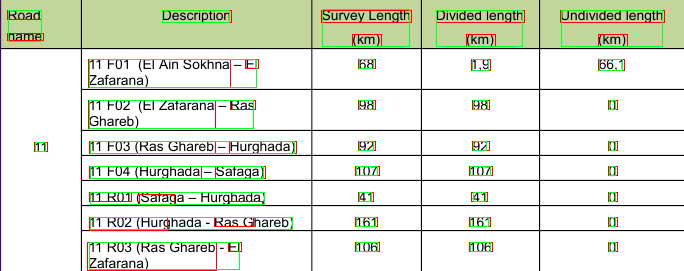 Road name
Description
Survey Length (km)
Divided length (km)
Undivided length (km)
11
11 F01 (El Ain Sokhna – El Zafarana)
68
1,9
66,1
11 F02 (El Zafarana – Ras Ghareb)
98
98
0
11 F03 (Ras Ghareb – Hurghada)
92
92
0
11 F04 (Hurghada – Safaga)
107
107
0
11 R01 (Safaga – Hurghada,
41
41
0
11 R02 (Hurghada - Ras Ghareb)
161
161
0
11 R03 (Ras Ghareb - El Zafarana)
106
106
0